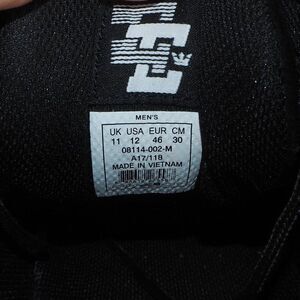 MEN'S
UK USA EUR CM
11 12 46 30
08114-002-M
A17/118
MADE IN VIETNAM